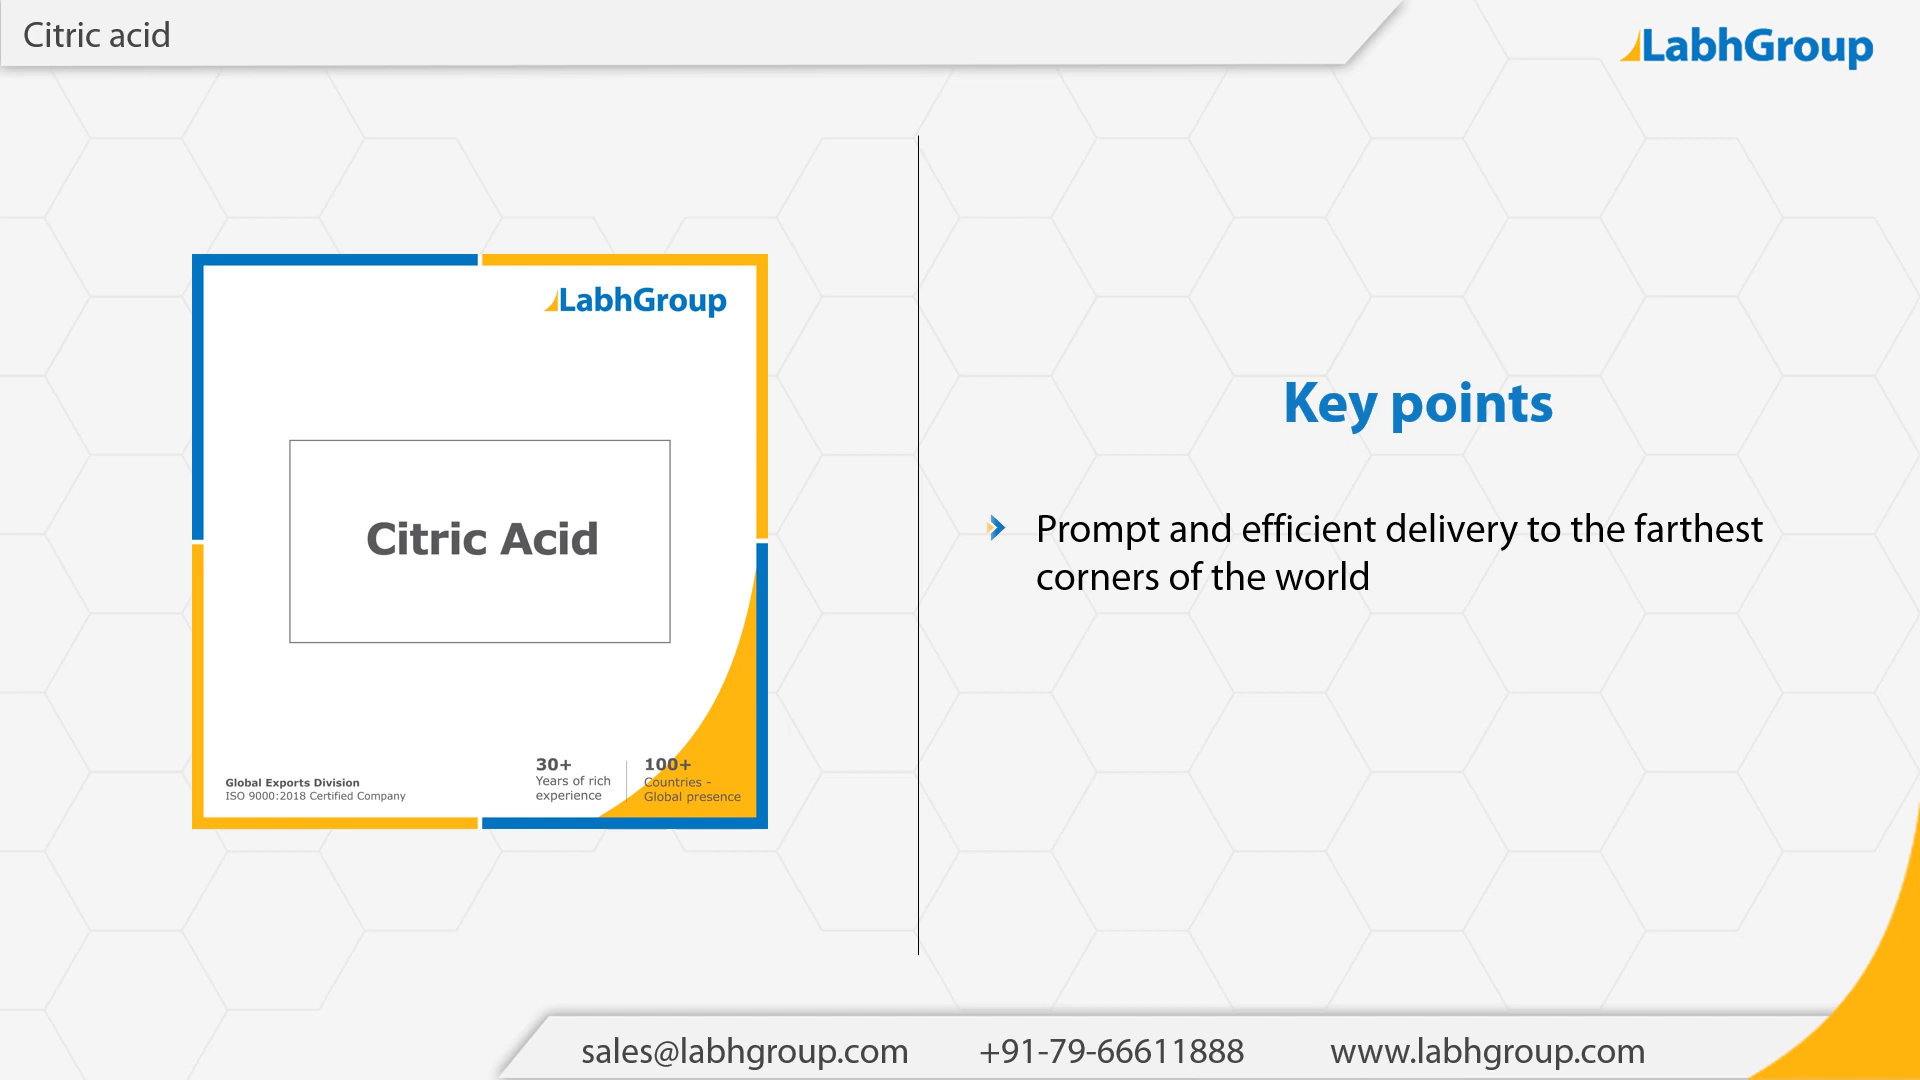 Citric acid
LabhGroup
LabhGroup
Citric Acid
Global Exports Division
ISO 9000:2018 Certified Company
30+
Years of rich
experience
100+
Countries -
Global presence
Key points
Prompt and efficient delivery to the farthest
corners of the world
sales@labhgroup.com
+91-79-66611888
www.labhgroup.com